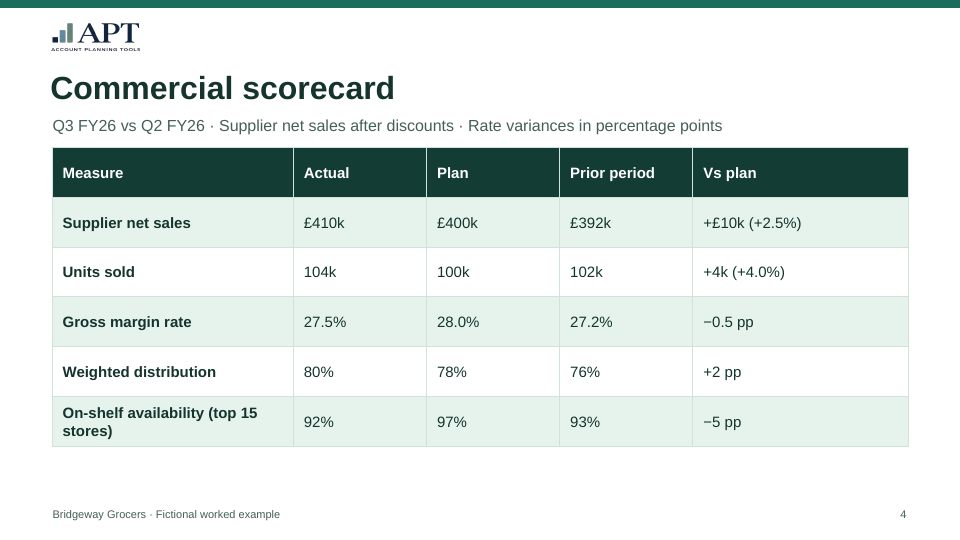 APT
ACCOUNT PLANNING TOOLS
Commercial scorecard
Q3 FY26 vs Q2 FY26 · Supplier net sales after discounts · Rate variances in percentage points
Measure Actual Plan Prior period Vs plan
Supplier net sales £410k £400k £392k +£10k (+2.5%)
Units sold 104k 100k 102k +4k (+4.0%)
Gross margin rate 27.5% 28.0% 27.2% −0.5 pp
Weighted distribution 80% 78% 76% +2 pp
On-shelf availability (top 15
stores) 92% 97% 93% −5 pp
Bridgeway Grocers · Fictional worked example 4